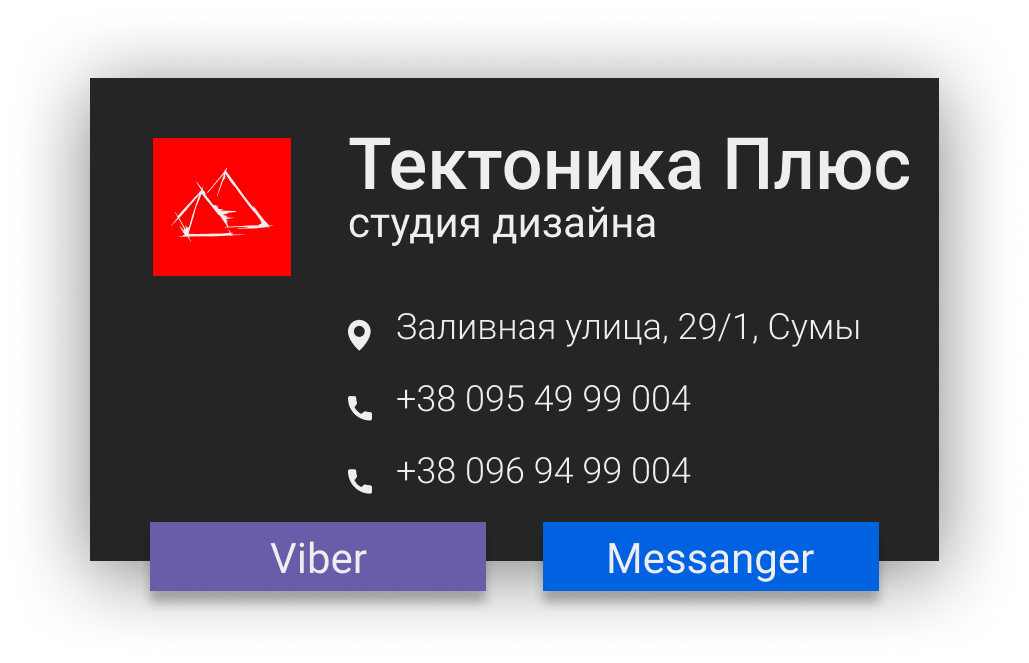 Тектоника Плюс
студия дизайна
Заливная улица, 29/1, Сумы
+38 095 49 99 004
+38 096 94 99 004
Viber
Messanger